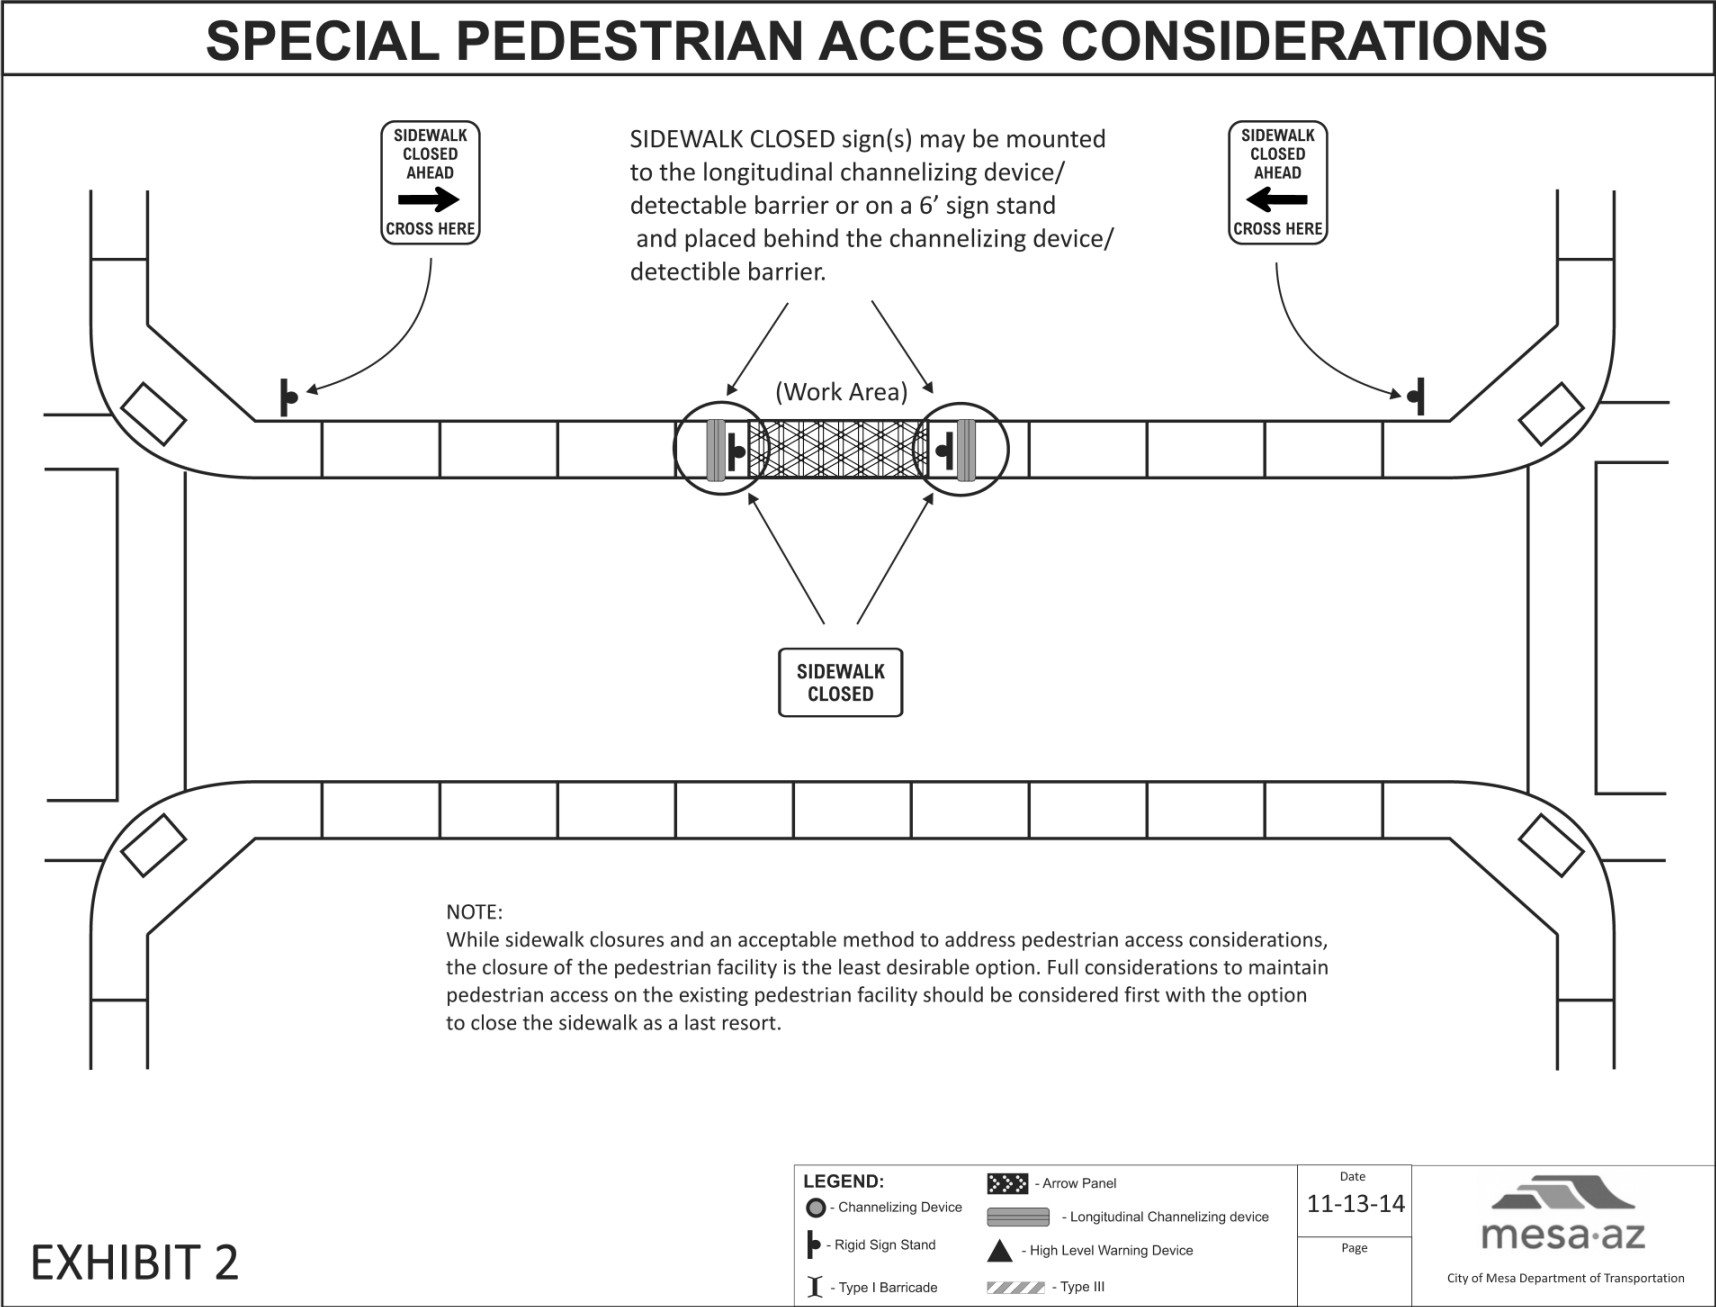 SPECIAL PEDESTRIAN ACCESS CONSIDERATIONS
SIDEWALK
CLOSED
AHEAD
CROSS HERE
SIDEWALK CLOSED sign(s) may be mounted
to the longitudinal channelizing device/
detectable barrier or on a 6’ sign stand
and placed behind the channelizing device/
detectible barrier.
SIDEWALK
CLOSED
AHEAD
CROSS HERE
(Work Area)
SIDEWALK
CLOSED
NOTE:
While sidewalk closures and an acceptable method to address pedestrian access considerations,
the closure of the pedestrian facility is the least desirable option. Full considerations to maintain
pedestrian access on the existing pedestrian facility should be considered first with the option
to close the sidewalk as a last resort.
EXHIBIT 2
LEGEND:
- Channelizing Device
- Rigid Sign Stand
- Type I Barricade
- Arrow Panel
- Longitudinal Channelizing device
- High Level Warning Device
- Type III
Date
11-13-14
Page
mesa·az
City of Mesa Department of Transportation